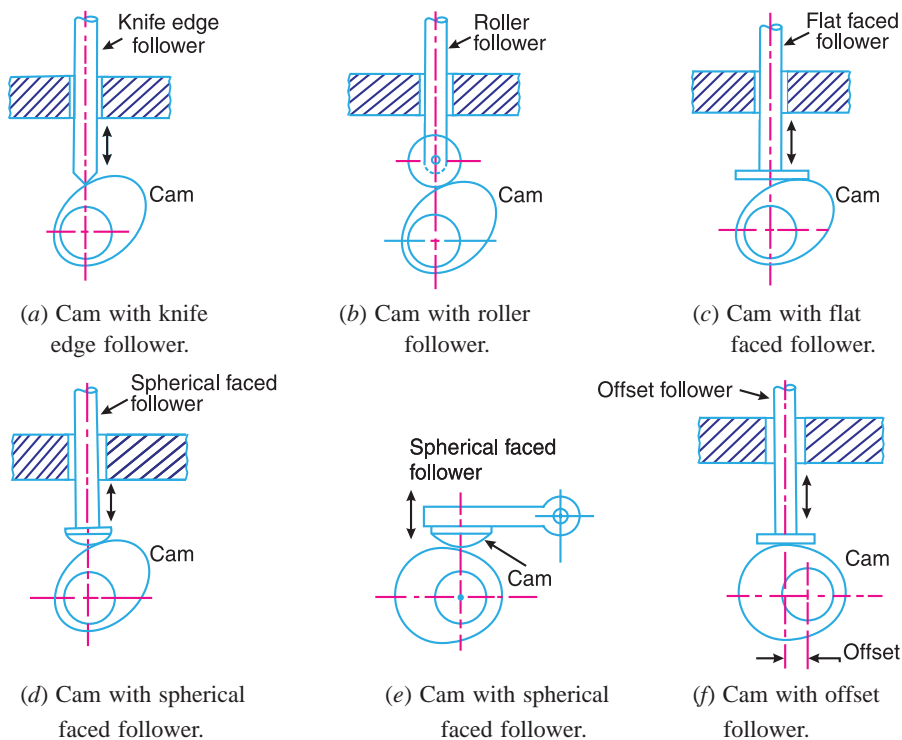 Knife edge
follower
Cam
(a) Cam with knife
edge follower.
Roller
follower
Cam
(b) Cam with roller
follower.
Flat faced
follower
Cam
(c) Cam with flat
faced follower.
Spherical faced
follower
Cam
(d) Cam with spherical
faced follower.
Spherical faced
follower
Cam
(e) Cam with spherical
faced follower.
Offset follower
Cam
Offset
(f) Cam with offset
follower.